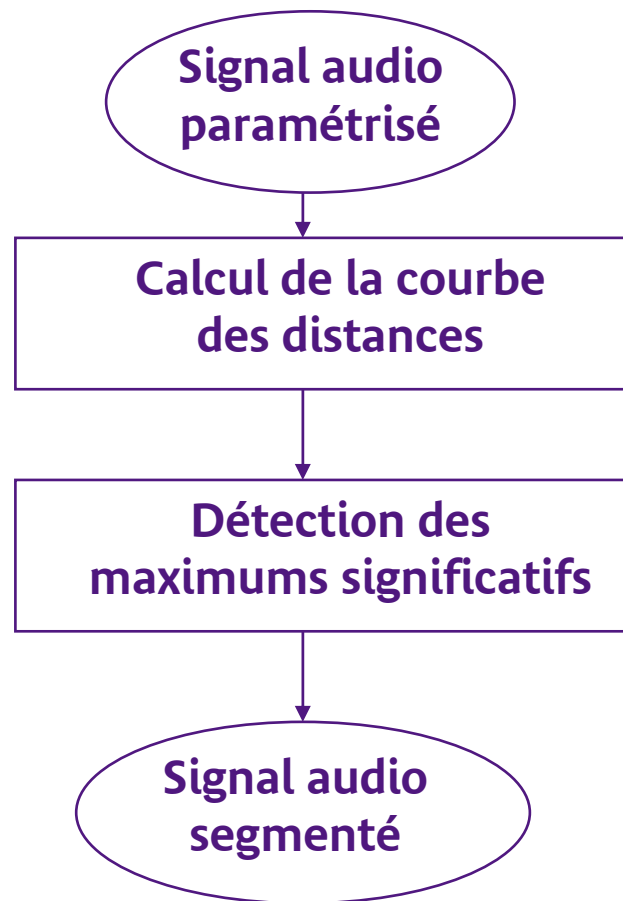 Signal audio
paramétrisé
Calcul de la courbe
des distances
Détection des
maximums significatifs
Signal audio
segmenté